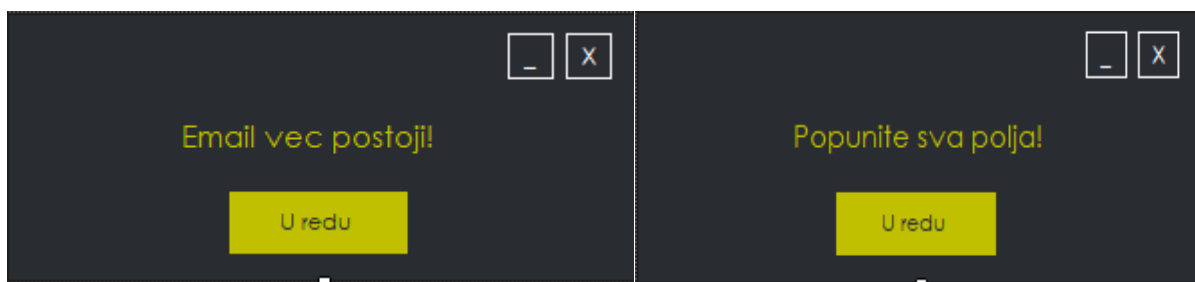 _ X
Email vec postoji!
U redu
_ X
Popunite sva polja!
U redu